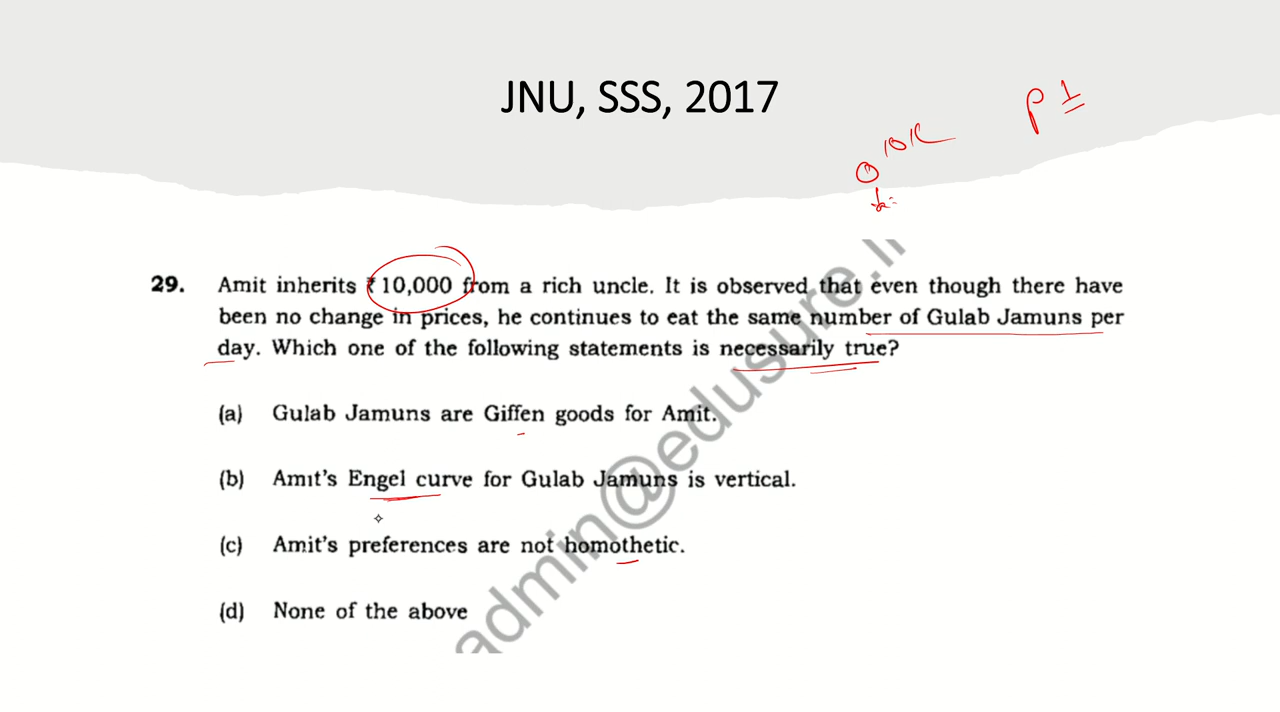 JNU, SSS, 2017
P 1
10K
29. Amit inherits ₹ 10,000 from a rich uncle. It is observed that even though there have
been no change in prices, he continues to eat the same number of Gulab Jamuns per
day. Which one of the following statements is necessarily true?
(a) Gulab Jamuns are Giffen goods for Amit.
(b) Amit's Engel curve for Gulab Jamuns is vertical.
(c) Amit's preferences are not homothetic.
(d) None of the above